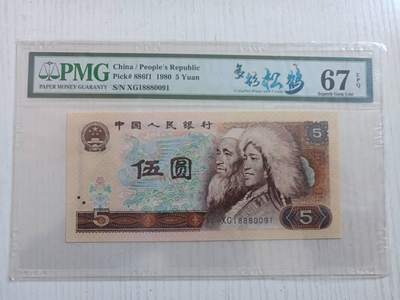 PMG
PAPER MONEY GUARANTY
China / People's Republic
Pick# 886f1 1980 5 Yuan
S/N XG18880091
67 EPQ
Superb Gem Unc
中国人民银行
伍圆
5
5
XG18880091